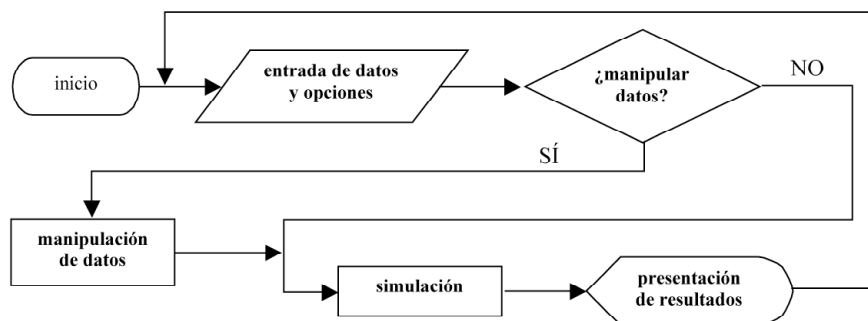 inicio
entrada de datos
y opciones
¿manipular
datos?
NO
SÍ
manipulación
de datos
simulación
presentación
de resultados